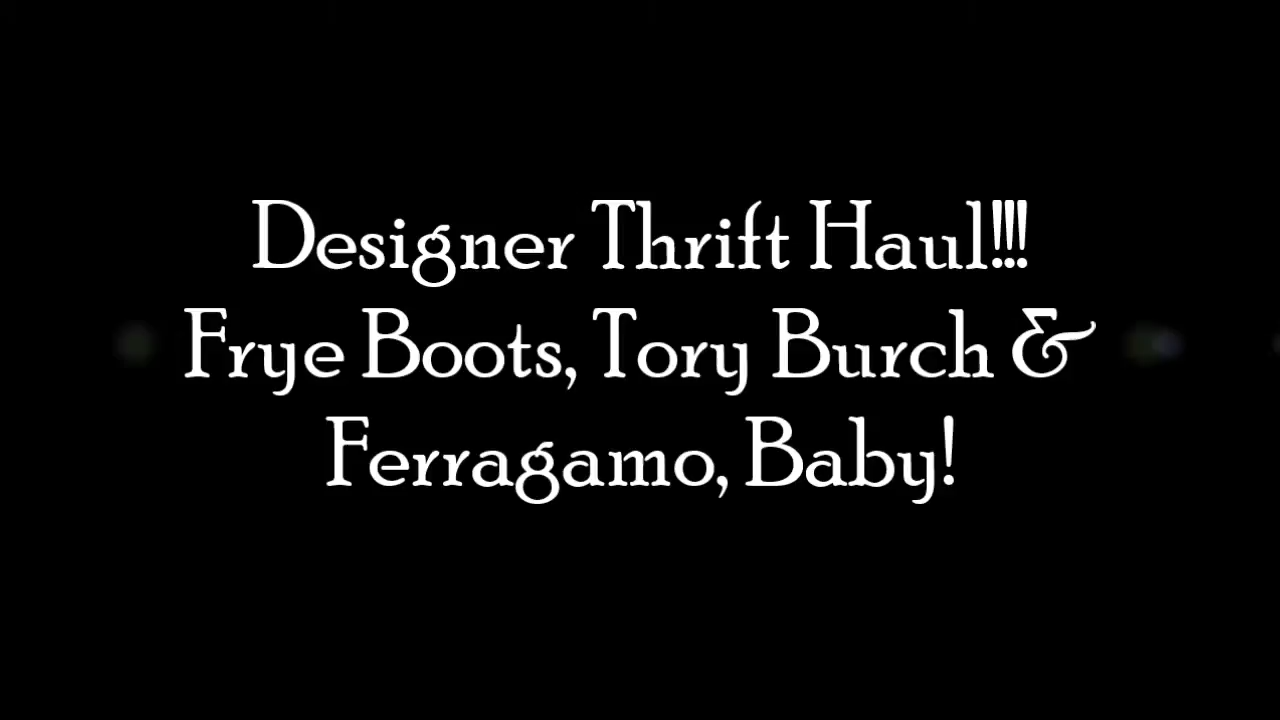 Designer Thrift Haul!!!
Frye Boots, Tory Burch &
Ferragamo, Baby!